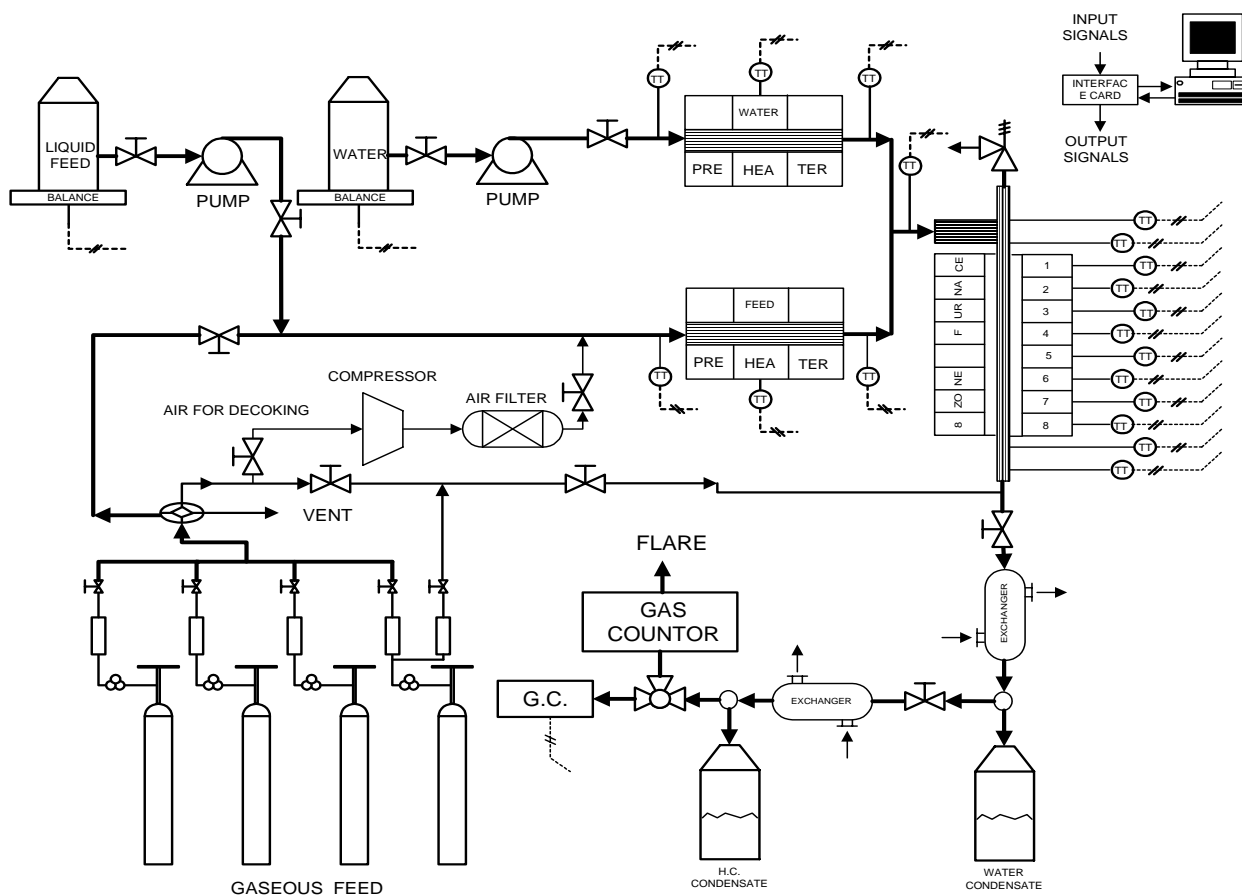 INPUT
SIGNALS
INTERFAC
E CARD
OUTPUT
SIGNALS
LIQUID
FEED
BALANCE
PUMP
WATER
BALANCE
PUMP
TT
TT
TT
WATER
PRE HEA TER
TT
FEED
PRE HEA TER
TT
TT
TT
8 ZO NE F UR NA CE
TT
TT
1 TT
2 TT
3 TT
4 TT
5 TT
6 TT
7 TT
8 TT
TT
TT
COMPRESSOR
AIR FOR DECOKING
AIR FILTER
VENT
FLARE
GAS
COUNTOR
G.C.
EXCHANGER
EXCHANGER
H.C.
CONDENSATE
WATER
CONDENSATE
GASEOUS FEED